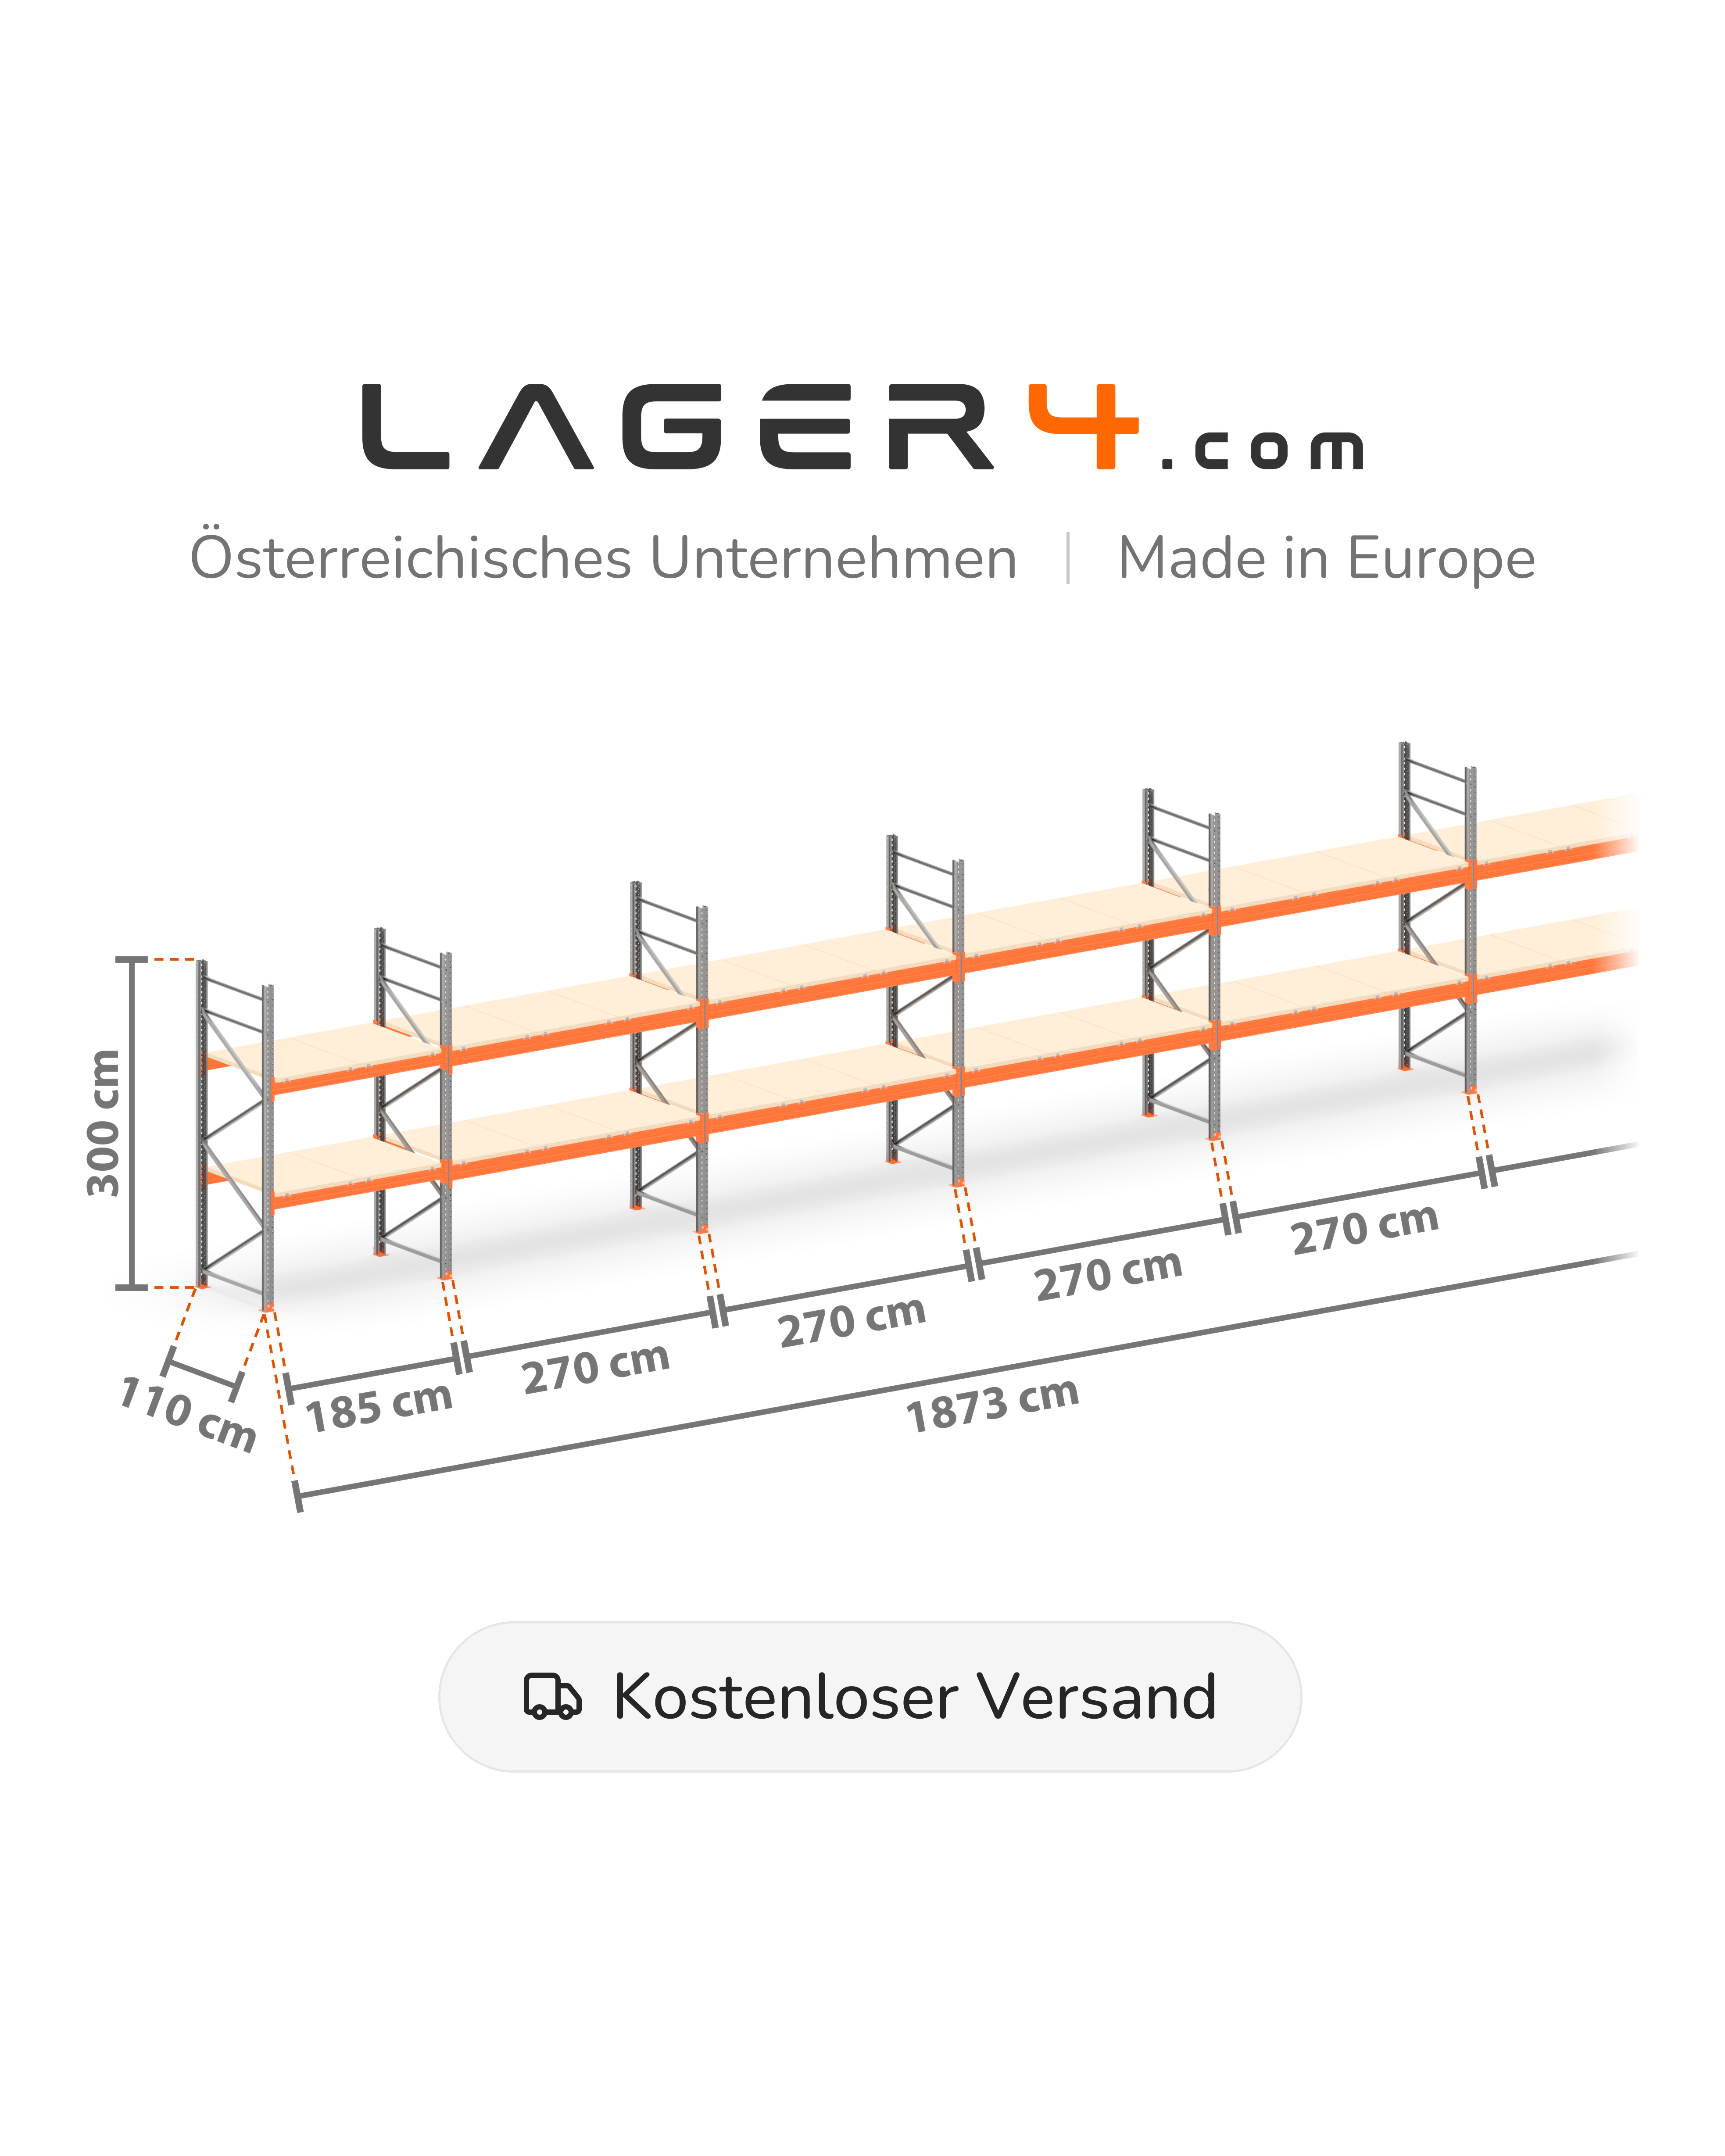 LAGER4.com
Österreichisches Unternehmen | Made in Europe
300 cm
110 cm
185 cm
270 cm
270 cm
270 cm
270 cm
1873 cm
Kostenloser Versand